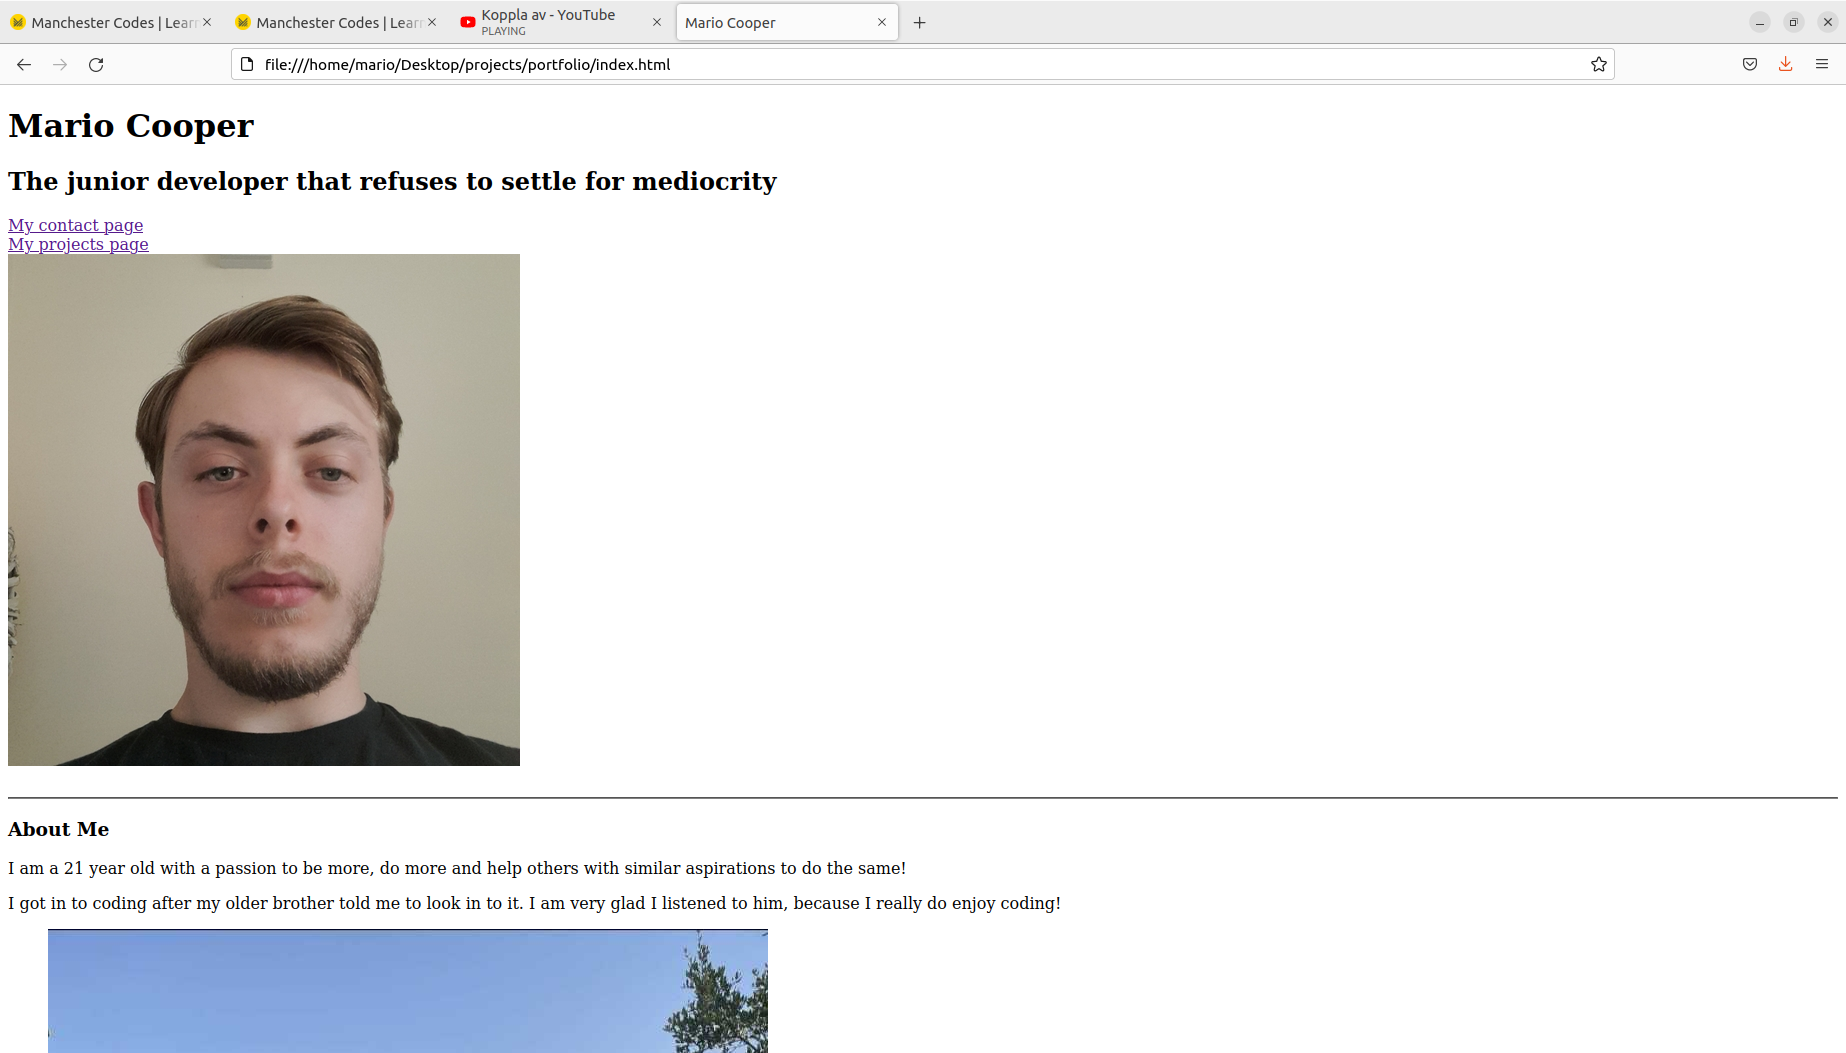 Manchester Codes | Lear
Manchester Codes | Lear
Koppla av - YouTube
PLAYING
Mario Cooper
file:///home/mario/Desktop/projects/portfolio/index.html
Mario Cooper
The junior developer that refuses to settle for mediocrity
My contact page
My projects page
About Me
I am a 21 year old with a passion to be more, do more and help others with similar aspirations to do the same!
I got in to coding after my older brother told me to look in to it. I am very glad I listened to him, because I really do enjoy coding!